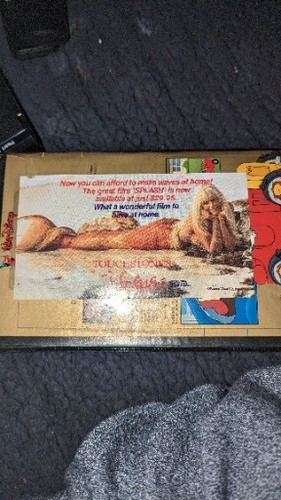 Now you can afford to make waves at home!
The great film 'SPLASH' is now
available at just $29.95.
What a wonderful film to
have at home.
TOUCHSTONE